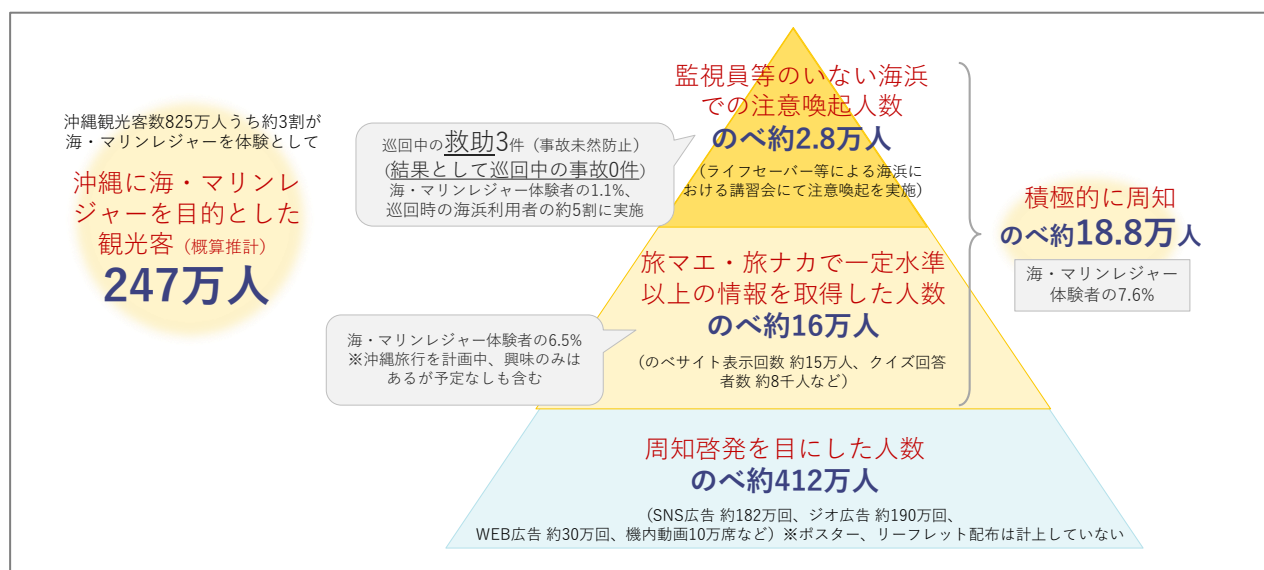 沖縄観光客数825万人うち約3割が
海・マリンレジャーを体験として
沖縄に海・マリンレ
ジャーを目的とした
観光客（概算推計）
247万人
巡回中の救助3件（事故未然防止）
(結果として巡回中の事故0件)
海・マリンレジャー体験者の1.1%、
巡回時の海浜利用者の約5割に実施
監視員等のいない海浜
での注意喚起人数
のべ約2.8万人
（ライフセーバー等による海浜に
おける講習会にて注意喚起を実施）
海・マリンレジャー体験者の6.5%
※沖縄旅行を計画中、興味のみは
あるが予定なしも含む
旅マエ・旅ナカで一定水準
以上の情報を取得した人数
のべ約16万人
（のべサイト表示回数 約15万人、クイズ回答
者数 約8千人など）
積極的に周知
のべ約18.8万人
海・マリンレジャー
体験者の7.6%
周知啓発を目にした人数
のべ約412万人
（SNS広告 約182万回、ジオ広告 約190万回、
WEB広告 約30万回、機内動画10万席など）※ポスター、リーフレット配布は計上していない